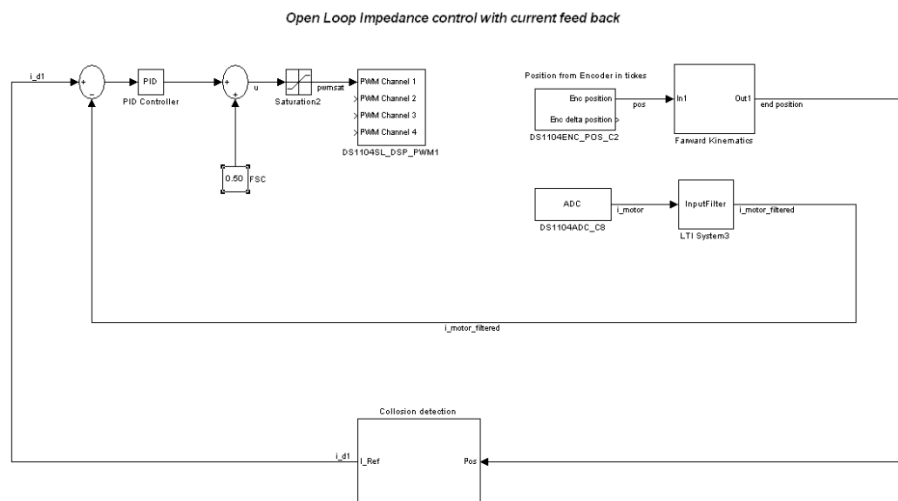 Open Loop Impedance control with current feed back
i_d1
+
−
PID
PID Controller
+
+
u
Saturation2
pwmsat
PWM Channel 1
PWM Channel 2
PWM Channel 3
PWM Channel 4
DS1104SL_DSP_PWM1
0.50
FSC
Position from Encoder in tickes
Enc position
Enc delta position
DS1104ENC_POS_C2
pos
In1
Out1
Farward Kinematics
end position
ADC
DS1104ADC_C8
i_motor
InputFilter
LTI System3
i_motor_filtered
i_motor_filtered
Collosion detection
i_d1
I_Ref
Pos